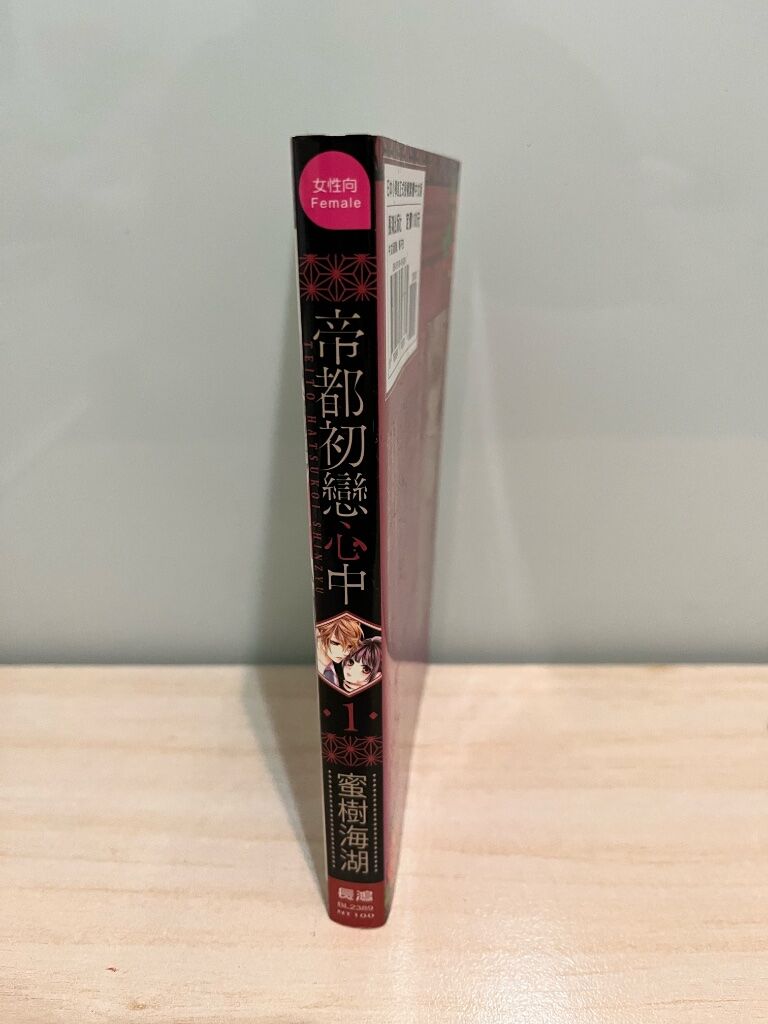 女性向
Female
帝都初戀心中
TEITO HATSUKOI SHINZYU
1
蜜樹海湖
長鴻
BL2389
NT 100